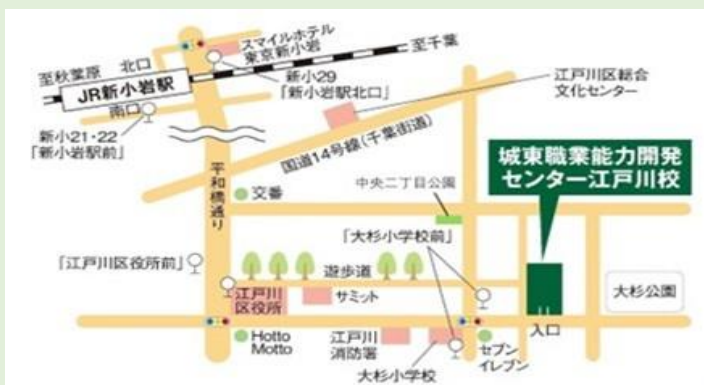 スマイルホテル
東京新小岩
至秋葉原
北口
至千葉
JR新小岩駅
新小29
「新小岩駅北口」
江戸川区総合
文化センター
南口
新小21・22
「新小岩駅前」
国道14号線(千葉街道)
城東職業能力開発
センター江戸川校
平和橋通り
中央二丁目公園
交番
「大杉小学校前」
「江戸川区役所前」
遊歩道
江戸川
区役所
サミット
大杉公園
入口
Hotto
Motto
江戸川
消防署
セブン
イレブン
大杉小学校